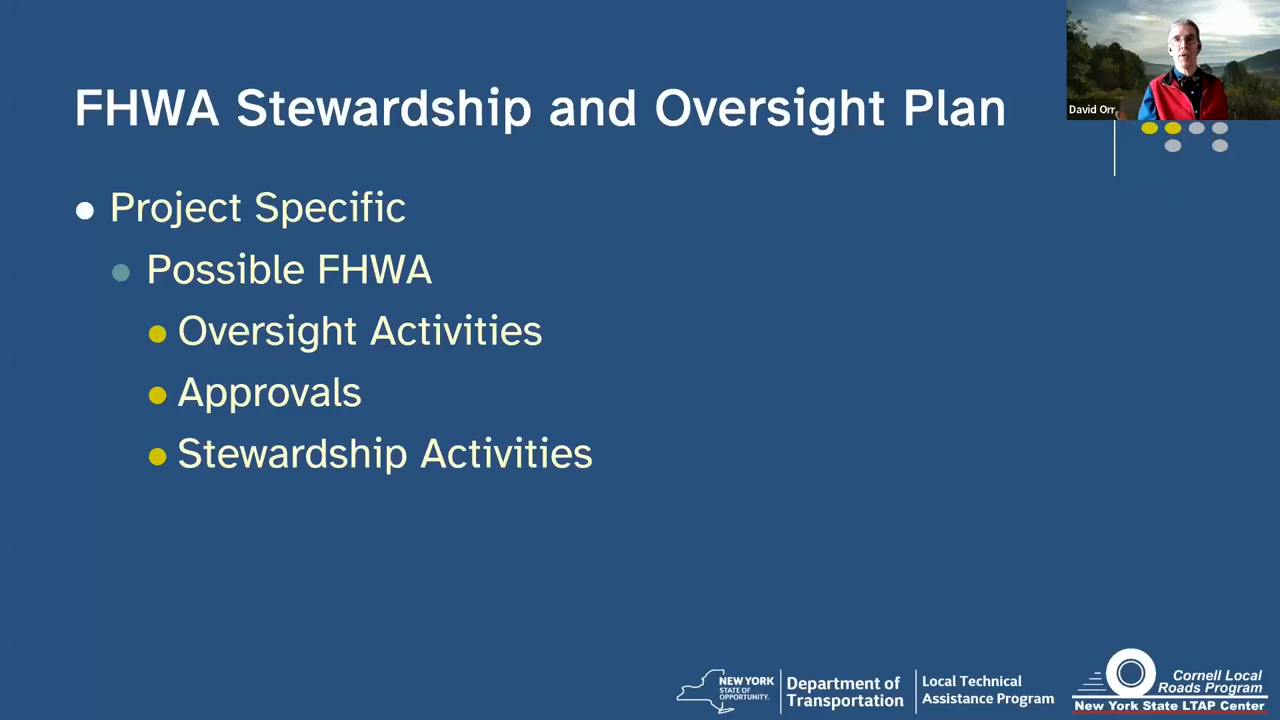 FHWA Stewardship and Oversight Plan
David Orr
Project Specific
Possible FHWA
Oversight Activities
Approvals
Stewardship Activities
NEW YORK
STATE OF
OPPORTUNITY.
Department of
Transportation
Local Technical
Assistance Program
Cornell Local
Roads Program
New York State LTAP Center